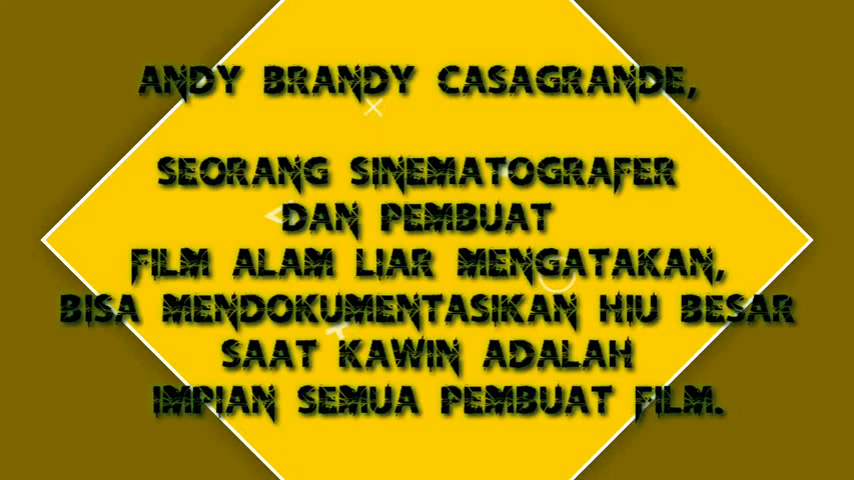 ANDY BRANDY CASAGRANDE,
SEORANG SINEMATOGRAFER
DAN PEMBUAT
FILM ALAM LIAR MENGATAKAN,
BISA MENDOKUMENTASIKAN HIU BESAR
SAAT KAWIN ADALAH
IMPIAN SEMUA PEMBUAT FILM.